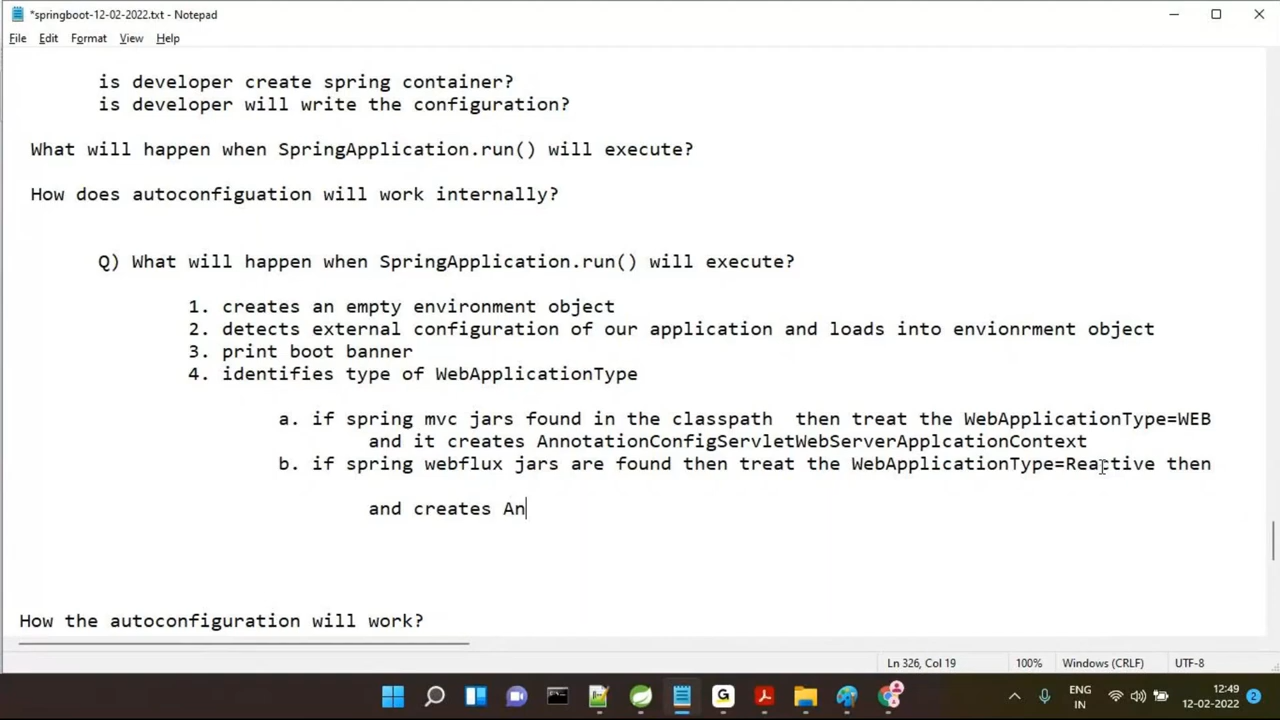 *springboot-12-02-2022.txt - Notepad
File Edit Format View Help
is developer create spring container?
is developer will write the configuration?
What will happen when SpringApplication.run() will execute?
How does autoconfiguation will work internally?
Q) What will happen when SpringApplication.run() will execute?
1. creates an empty environment object
2. detects external configuration of our application and loads into envionrment object
3. print boot banner
4. identifies type of WebApplicationType
a. if spring mvc jars found in the classpath  then treat the WebApplicationType=WEB
and it creates AnnotationConfigServletWebServerApplcationContext
b. if spring webflux jars are found then treat the WebApplicationType=Reactive then
and creates An
How the autoconfiguration will work?
Ln 326, Col 19 100% Windows (CRLF) UTF-8
ENG 12:49
IN 12-02-2022 2